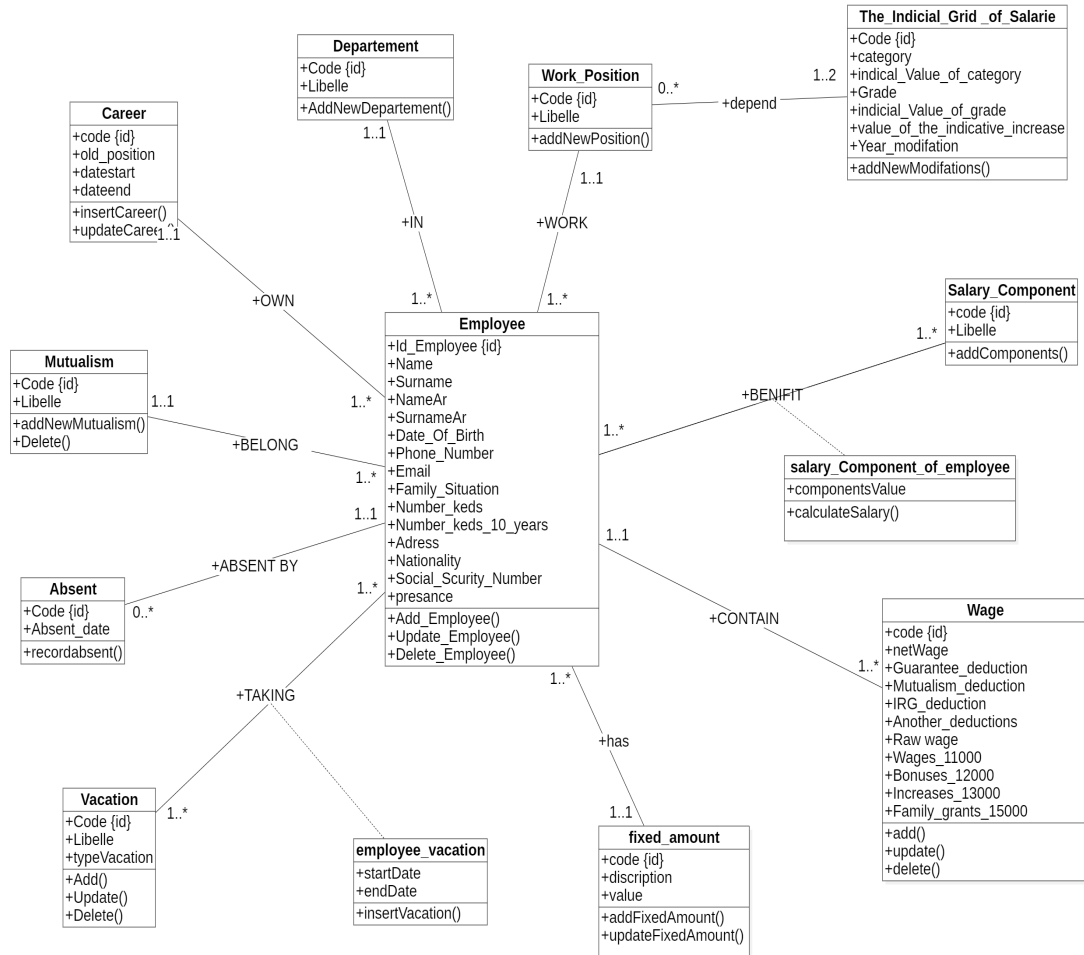 The_Indicial_Grid _of_Salarie
+Code {id}
+category
+indical_Value_of_category
+Grade
+indicial_Value_of_grade
+value_of_the_indicative_increase
+Year_modifation
+addNewModifations()
Departement
+Code {id}
+Libelle
+AddNewDepartement()
1..1
Work_Position
+Code {id}
+Libelle
+addNewPosition()
0..*
+depend
1..2
1..1
Career
+code {id}
+old_position
+datestart
+dateend
+insertCareer()
+updateCareer()
1..1
+IN
+WORK
+OWN
1..*
1..*
Employee
+Id_Employee {id}
+Name
+Surname
+NameAr
+SurnameAr
+Date_Of_Birth
+Phone_Number
+Email
+Family_Situation
+Number_keds
+Number_keds_10_years
+Adress
+Nationality
+Social_Scurity_Number
+presance
+Add_Employee()
+Update_Employee()
+Delete_Employee()
Salary_Component
+code {id}
+Libelle
+addComponents()
1..*
+BENIFIT
1..*
salary_Component_of_employee
+componentsValue
+calculateSalary()
Mutualism
+Code {id}
+Libelle
+addNewMutualism()
+Delete()
1..1
+BELONG
1..*
1..*
1..1
+ABSENT BY
Absent
+Code {id}
+Absent_date
+recordabsent()
0..*
1..*
+TAKING
1..1
+CONTAIN
1..*
Wage
+code {id}
+netWage
+Guarantee_deduction
+Mutualism_deduction
+IRG_deduction
+Another_deductions
+Raw wage
+Wages_11000
+Bonuses_12000
+Increases_13000
+Family_grants_15000
+add()
+update()
+delete()
1..*
+has
1..1
Vacation
+Code {id}
+Libelle
+typeVacation
+Add()
+Update()
+Delete()
1..*
employee_vacation
+startDate
+endDate
+insertVacation()
fixed_amount
+code {id}
+discription
+value
+addFixedAmount()
+updateFixedAmount()